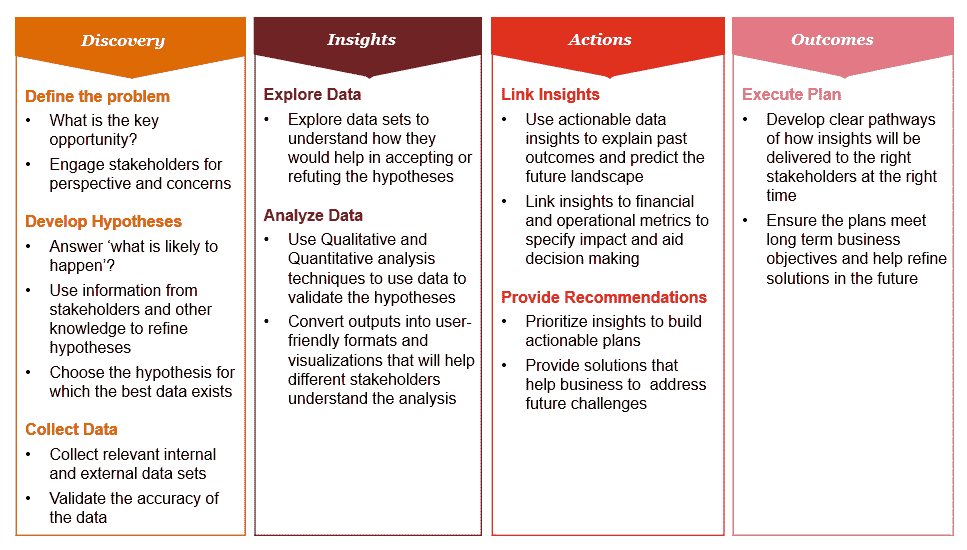 Discovery
Define the problem
• What is the key
opportunity?
• Engage stakeholders for
perspective and concerns
Develop Hypotheses
• Answer ‘what is likely to
happen’?
• Use information from
stakeholders and other
knowledge to refine
hypotheses
• Choose the hypothesis for
which the best data exists
Collect Data
• Collect relevant internal
and external data sets
• Validate the accuracy of
the data
Insights
Explore Data
• Explore data sets to
understand how they
would help in accepting or
refuting the hypotheses
Analyze Data
• Use Qualitative and
Quantitative analysis
techniques to use data to
validate the hypotheses
• Convert outputs into user-
friendly formats and
visualizations that will help
different stakeholders
understand the analysis
Actions
Link Insights
• Use actionable data
insights to explain past
outcomes and predict the
future landscape
• Link insights to financial
and operational metrics to
specify impact and aid
decision making
Provide Recommendations
• Prioritize insights to build
actionable plans
• Provide solutions that
help business to address
future challenges
Outcomes
Execute Plan
• Develop clear pathways
of how insights will be
delivered to the right
stakeholders at the right
time
• Ensure the plans meet
long term business
objectives and help refine
solutions in the future